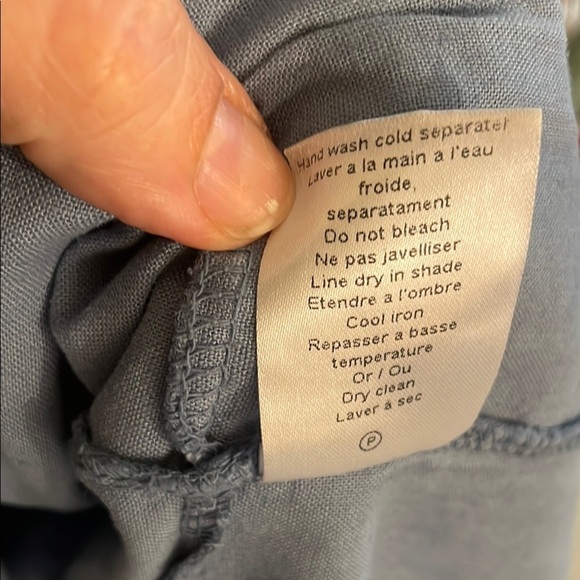 Hand wash cold separatel
Laver a la main a l'eau
froide,
separatament
Do not bleach
Ne pas javelliser
Line dry in shade
Etendre a l'ombre
Cool iron
Repasser a basse
temperature
Or / Ou
Dry clean
Laver à sec
P